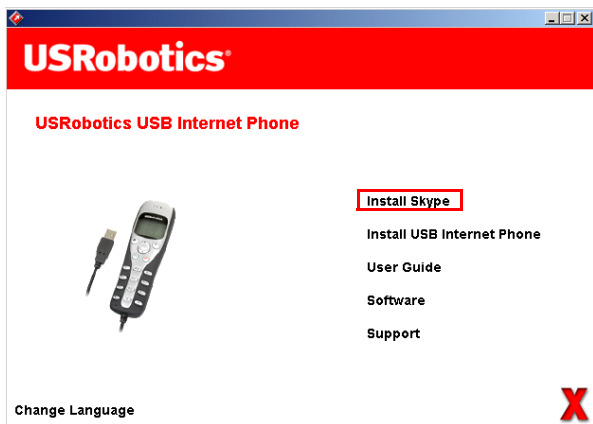 USRobotics®
USRobotics USB Internet Phone
Install Skype
Install USB Internet Phone
User Guide
Software
Support
Change Language
X